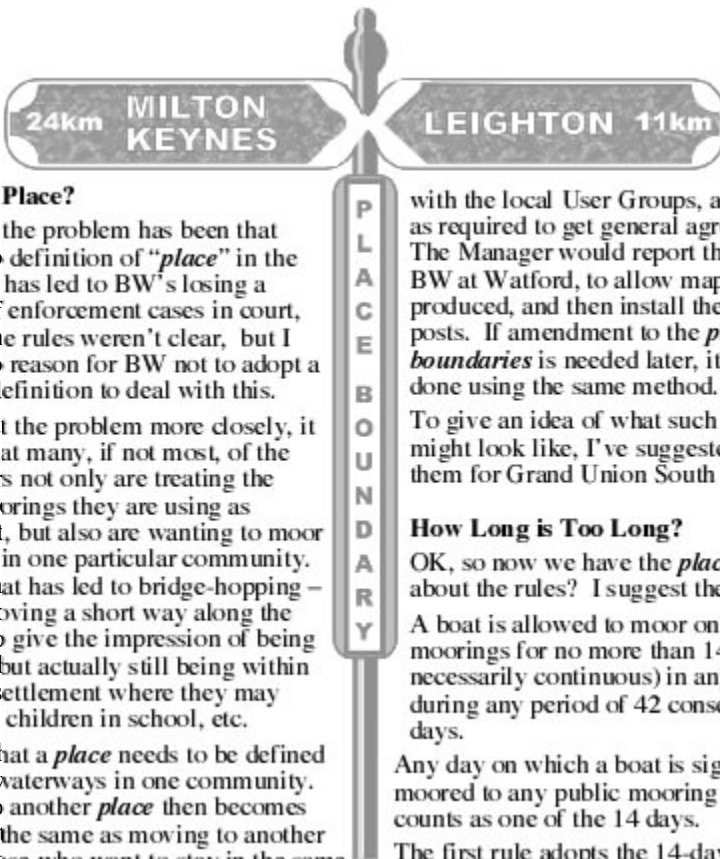 24km MILTON KEYNES
LEIGHTON 11km
PLACE BOUNDARY
Place?
the problem has been that
definition of “place” in the
has led to BW’s losing a
enforcement cases in court,
rules weren’t clear, but I
reason for BW not to adopt a
definition to deal with this.
the problem more closely, it
at many, if not most, of the
not only are treating the
orings they are using as
, but also are wanting to moor
in one particular community.
at has led to bridge-hopping –
oving a short way along the
give the impression of being
but actually still being within
settlement where they may
children in school, etc.
hat a place needs to be defined
waterways in one community.
another place then becomes
the same as moving to another
who want to stay in the same
with the local User Groups, a
as required to get general agre
The Manager would report th
BW at Watford, to allow map
produced, and then install the
posts. If amendment to the p
boundaries is needed later, it
done using the same method.
To give an idea of what such
might look like, I’ve suggeste
them for Grand Union South
How Long is Too Long?
OK, so now we have the plac
about the rules? I suggest the
A boat is allowed to moor on
moorings for no more than 14
necessarily continuous) in an
during any period of 42 conse
days.
Any day on which a boat is sig
moored to any public mooring
counts as one of the 14 days.
The first rule adopts the 14-day